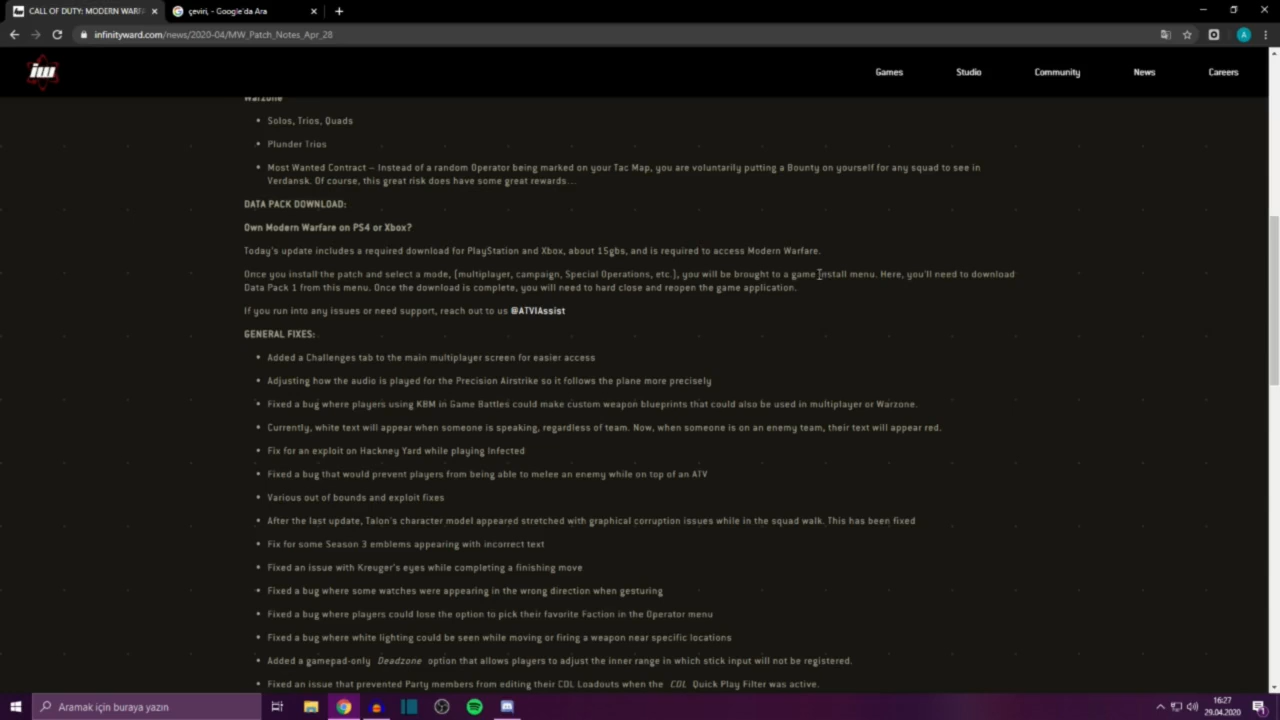 CALL OF DUTY: MODERN WARF
çeviri, - Google'da Ara
infinityward.com/news/2020-04/MW_Patch_Notes_Apr_28
A
IW
Games
Studio
Community
News
Careers
Warzone
• Solos, Trios, Quads
• Plunder Trios
• Most Wanted Contract – Instead of a random Operator being marked on your Tac Map, you are voluntarily putting a Bounty on yourself for any squad to see in
Verdansk. Of course, this great risk does have some great rewards…
DATA PACK DOWNLOAD:
Own Modern Warfare on PS4 or Xbox?
Today's update includes a required download for PlayStation and Xbox, about 15gbs, and is required to access Modern Warfare.
Once you install the patch and select a mode, (multiplayer, campaign, Special Operations, etc.), you will be brought to a game install menu. Here, you'll need to download
Data Pack 1 from this menu. Once the download is complete, you will need to hard close and reopen the game application.
If you run into any issues or need support, reach out to us @ATVIAssist
GENERAL FIXES:
• Added a Challenges tab to the main multiplayer screen for easier access
• Adjusting how the audio is played for the Precision Airstrike so it follows the plane more precisely
• Fixed a bug where players using KBM in Game Battles could make custom weapon blueprints that could also be used in multiplayer or Warzone.
• Currently, white text will appear when someone is speaking, regardless of team. Now, when someone is on an enemy team, their text will appear red.
• Fix for an exploit on Hackney Yard while playing Infected
• Fixed a bug that would prevent players from being able to melee an enemy while on top of an ATV
• Various out of bounds and exploit fixes
• After the last update, Talon's character model appeared stretched with graphical corruption issues while in the squad walk. This has been fixed
• Fix for some Season 3 emblems appearing with incorrect text
• Fixed an issue with Kreuger's eyes while completing a finishing move
• Fixed a bug where some watches were appearing in the wrong direction when gesturing
• Fixed a bug where players could lose the option to pick their favorite Faction in the Operator menu
• Fixed a bug where white lighting could be seen while moving or firing a weapon near specific locations
• Added a gamepad-only Deadzone option that allows players to adjust the inner range in which stick input will not be registered.
• Fixed an issue that prevented Party members from editing their CDL Loadouts when the CDL Quick Play Filter was active.
Aramak için buraya yazın
16:27
29.04.2020
1